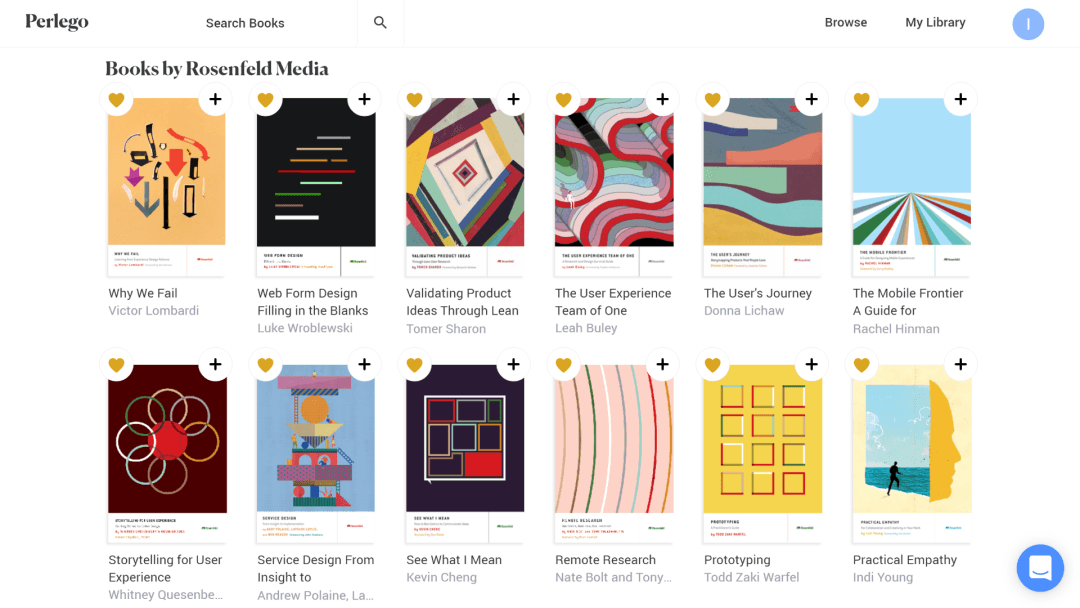 Perlego
Search Books
Browse
My Library
I
Books by Rosenfeld Media
WHY WE FAIL
WEB FORM DESIGN
VALIDATING PRODUCT IDEAS
THE USER EXPERIENCE TEAM OF ONE
THE USER'S JOURNEY
THE MOBILE FRONTIER
Why We Fail
Victor Lombardi
Web Form Design
Filling in the Blanks
Luke Wroblewski
Validating Product
Ideas Through Lean
Tomer Sharon
The User Experience
Team of One
Leah Buley
The User's Journey
Donna Lichaw
The Mobile Frontier
A Guide for
Rachel Hinman
STORYTELLING FOR USER EXPERIENCE
SERVICE DESIGN
SEE WHAT I MEAN
REMOTE RESEARCH
PROTOTYPING
PRACTICAL EMPATHY
Storytelling for User
Experience
Whitney Quesenbe...
Service Design From
Insight to
Andrew Polaine, La...
See What I Mean
Kevin Cheng
Remote Research
Nate Bolt and Tony...
Prototyping
Todd Zaki Warfel
Practical Empathy
Indi Young